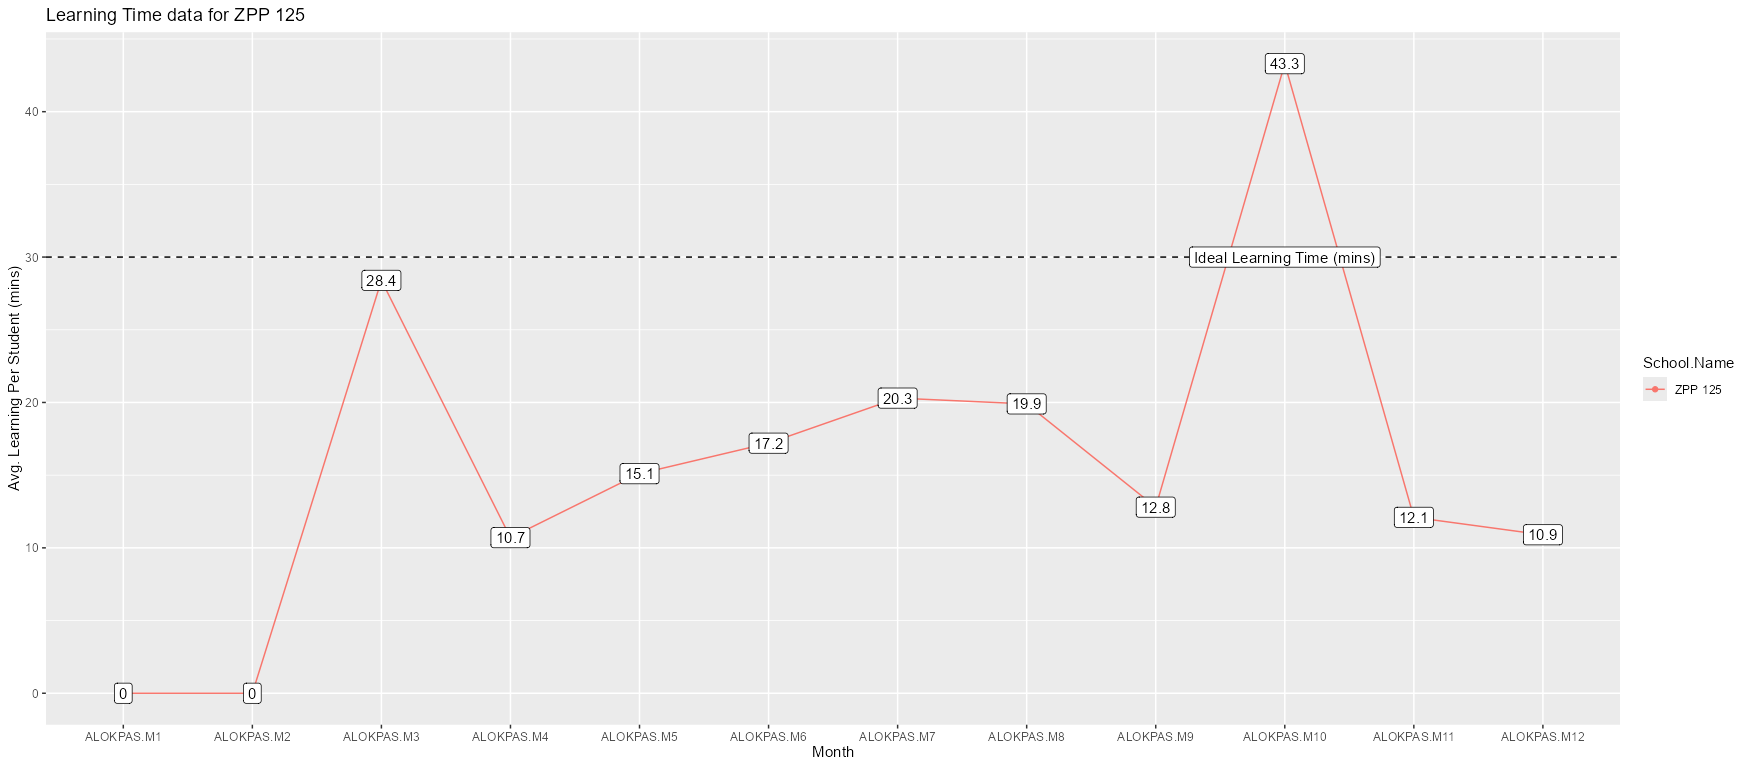 Learning Time data for ZPP 125
Avg. Learning Per Student (mins)
40
30
20
10
0
0
0
28.4
10.7
15.1
17.2
20.3
19.9
12.8
43.3
12.1
10.9
Ideal Learning Time (mins)
ALOKPAS.M1
ALOKPAS.M2
ALOKPAS.M3
ALOKPAS.M4
ALOKPAS.M5
ALOKPAS.M6
ALOKPAS.M7
ALOKPAS.M8
ALOKPAS.M9
ALOKPAS.M10
ALOKPAS.M11
ALOKPAS.M12
Month
School.Name
ZPP 125